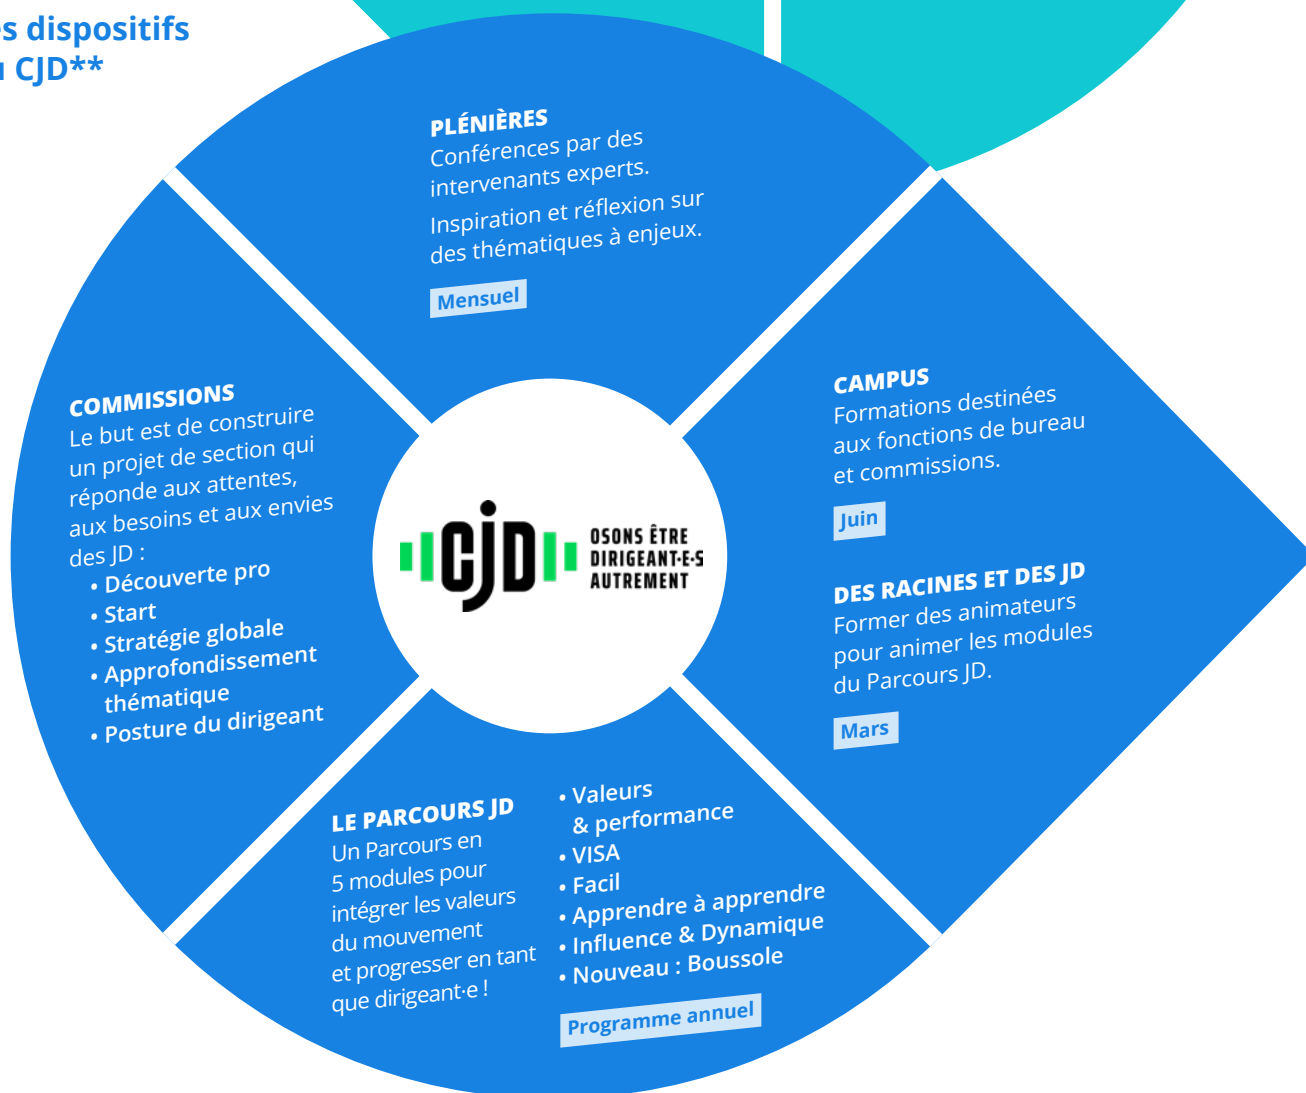 s dispositifs
CJD**
PLÉNIÈRES
Conférences par des
intervenants experts.
Inspiration et réflexion sur
des thématiques à enjeux.
Mensuel
COMMISSIONS
Le but est de construire
un projet de section qui
réponde aux attentes,
aux besoins et aux envies
des JD :
• Découverte pro
• Start
• Stratégie globale
• Approfondissement
thématique
• Posture du dirigeant
CJD
OSONS ÊTRE
DIRIGEANT·E·S
AUTREMENT
CAMPUS
Formations destinées
aux fonctions de bureau
et commissions.
Juin
DES RACINES ET DES JD
Former des animateurs
pour animer les modules
du Parcours JD.
Mars
LE PARCOURS JD
Un Parcours en
5 modules pour
intégrer les valeurs
du mouvement
et progresser en tant
que dirigeant·e !
• Valeurs
& performance
• VISA
• Facil
• Apprendre à apprendre
• Influence & Dynamique
• Nouveau : Boussole
Programme annuel